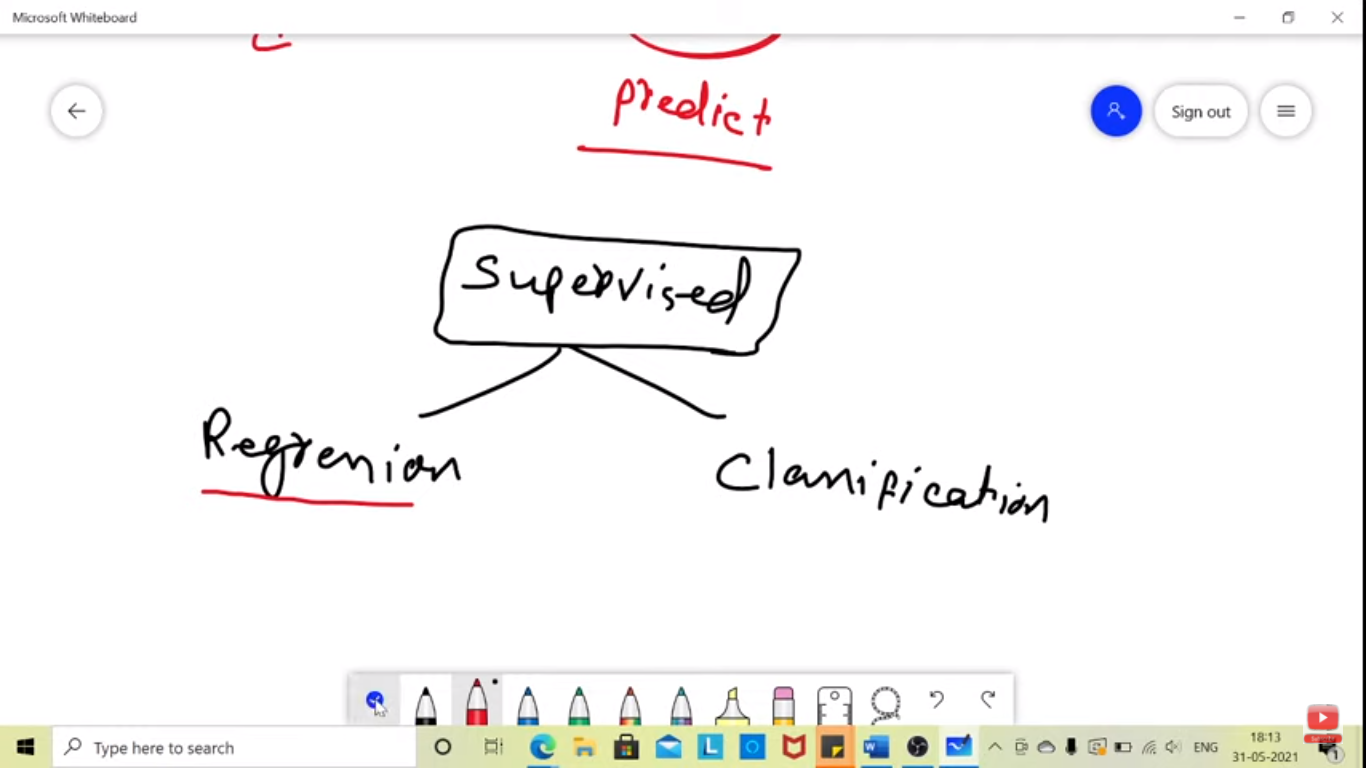 Microsoft Whiteboard
predict
Sign out
Supervised
Regression
Classification
Type here to search
ENG
18:13
31-05-2021